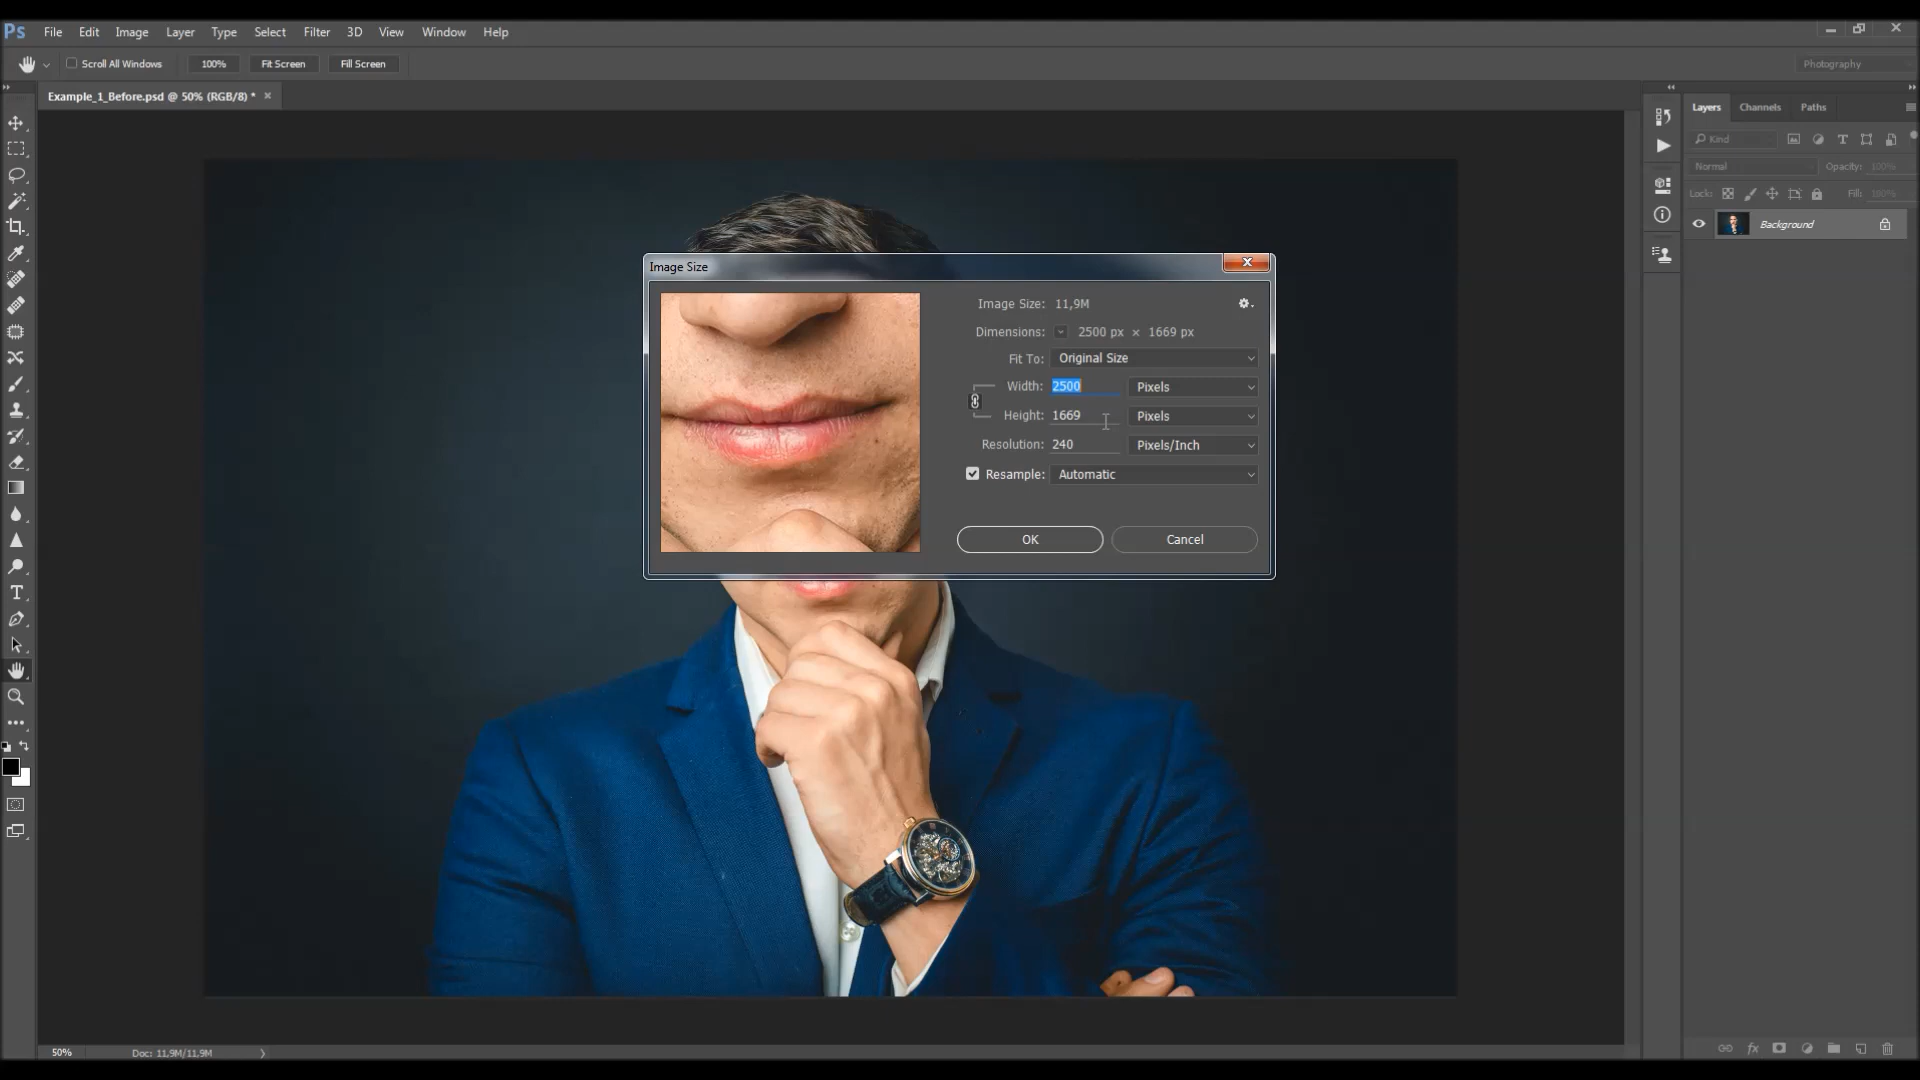 Ps File Edit Image Layer Type Select Filter 3D View Window Help
Scroll All Windows 100% Fit Screen Fill Screen Photography
Example_1_Before.psd @ 50% (RGB/8) * ×
Layers Channels Paths
Kind
Normal Opacity: 100%
Lock: Fill: 100%
Background
Image Size
Image Size: 11,9M
Dimensions: 2500 px × 1669 px
Fit To: Original Size
Width: 2500 Pixels
Height: 1669 Pixels
Resolution: 240 Pixels/Inch
Resample: Automatic
OK Cancel
50% Doc: 11,9M/11,9M
fx